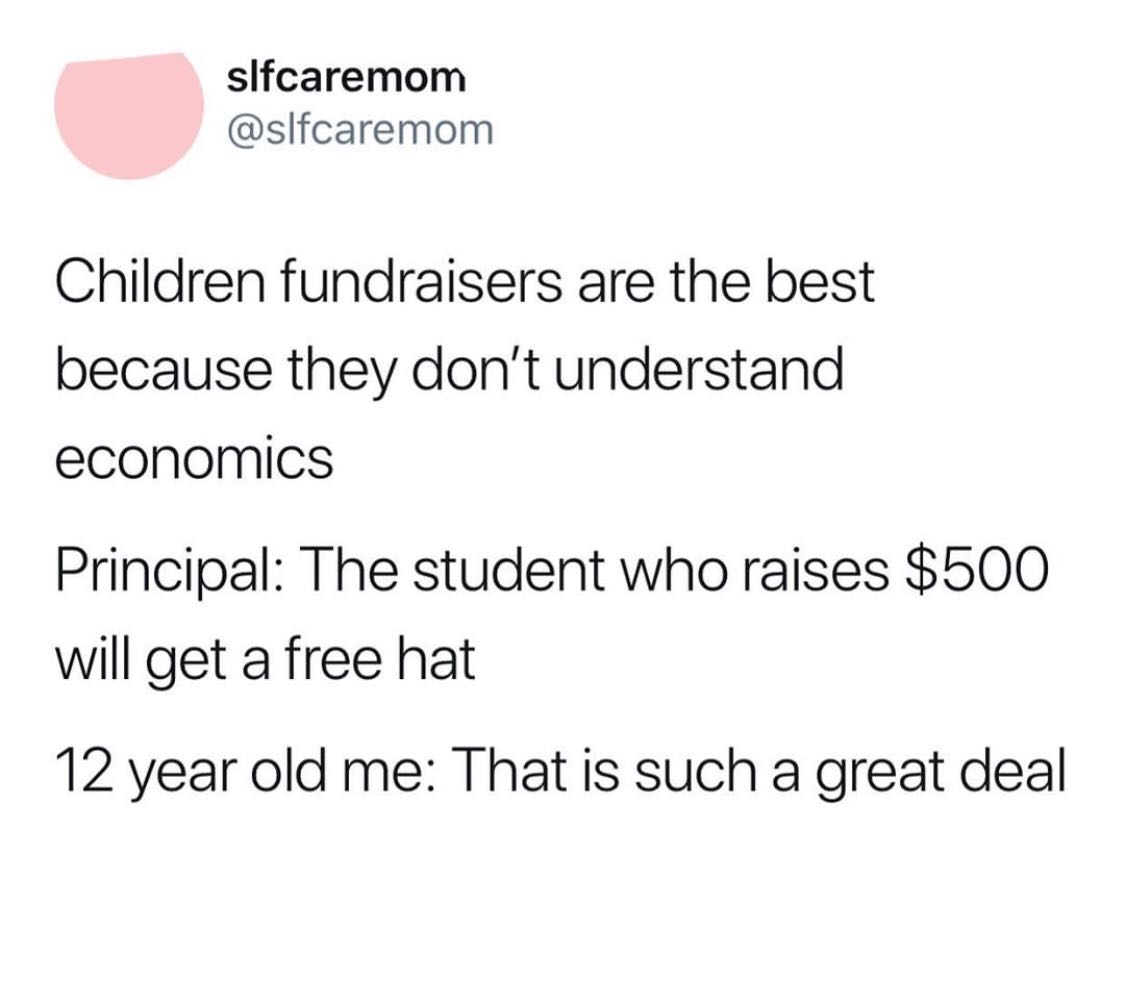 slfcaremom
@slfcaremom
Children fundraisers are the best
because they don't understand
economics
Principal: The student who raises $500
will get a free hat
12 year old me: That is such a great deal